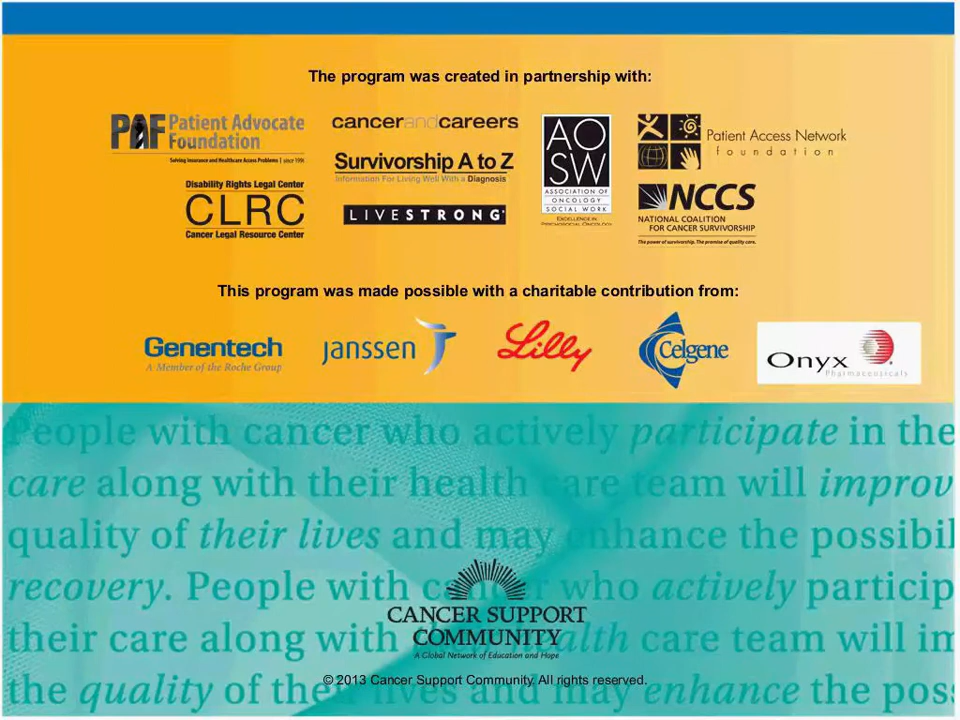 The program was created in partnership with:
PAF Patient Advocate Foundation
Solving Insurance and Healthcare Access Problems | since 1996
Disability Rights Legal Center
CLRC
Cancer Legal Resource Center
cancerandcareers
Survivorship A to Z
Information For Living Well With a Diagnosis
LIVESTRONG
AO
SW
ASSOCIATION OF
ONCOLOGY
SOCIAL WORK
EXCELLENCE IN
PSYCHOSOCIAL ONCOLOGY
Patient Access Network
foundation
NCCS
NATIONAL COALITION
FOR CANCER SURVIVORSHIP
The power of survivorship. The promise of quality care.
This program was made possible with a charitable contribution from:
Genentech
A Member of the Roche Group
janssen
Lilly
Celgene
Onyx
Pharmaceuticals
People with cancer who actively participate in the
care along with their health care team will improv
quality of their lives and may enhance the possibil
recovery. People with cancer who actively particip
their care along with their health care team will im
the quality of their lives and may enhance the pos
CANCER SUPPORT
COMMUNITY
A Global Network of Education and Hope
© 2013 Cancer Support Community. All rights reserved.